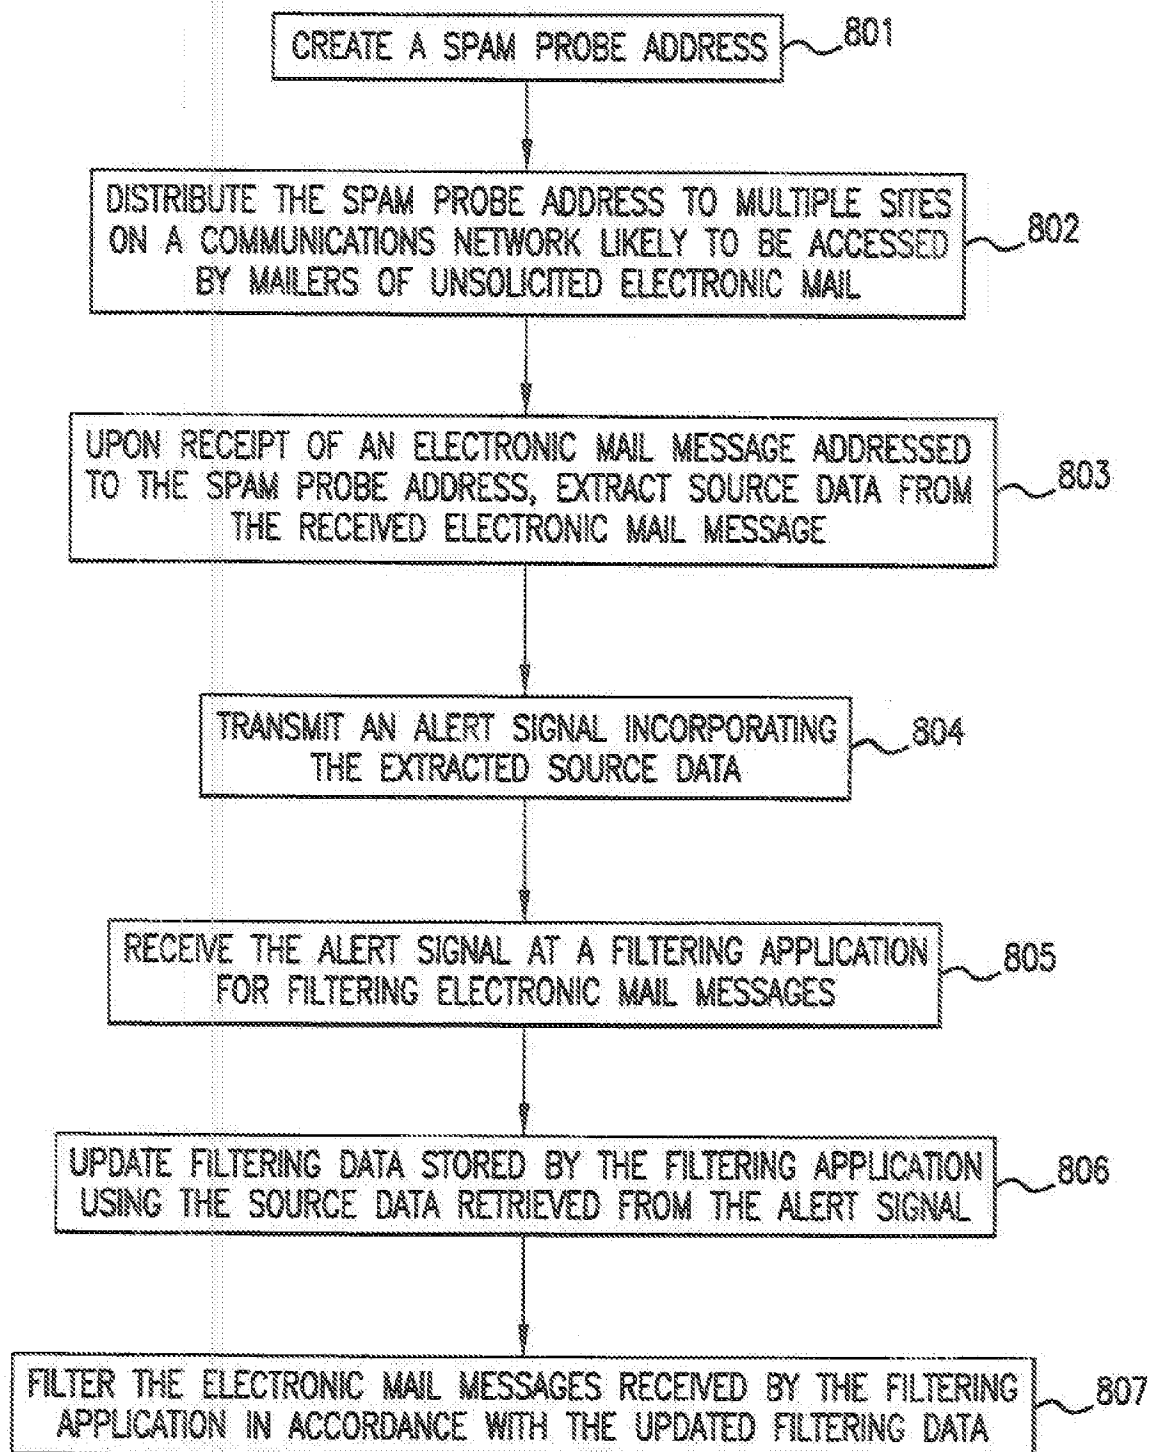 CREATE A SPAM PROBE ADDRESS
801
DISTRIBUTE THE SPAM PROBE ADDRESS TO MULTIPLE SITES
ON A COMMUNICATIONS NETWORK LIKELY TO BE ACCESSED
BY MAILERS OF UNSOLICITED ELECTRONIC MAIL
802
UPON RECEIPT OF AN ELECTRONIC MAIL MESSAGE ADDRESSED
TO THE SPAM PROBE ADDRESS, EXTRACT SOURCE DATA FROM
THE RECEIVED ELECTRONIC MAIL MESSAGE
803
TRANSMIT AN ALERT SIGNAL INCORPORATING
THE EXTRACTED SOURCE DATA
804
RECEIVE THE ALERT SIGNAL AT A FILTERING APPLICATION
FOR FILTERING ELECTRONIC MAIL MESSAGES
805
UPDATE FILTERING DATA STORED BY THE FILTERING APPLICATION
USING THE SOURCE DATA RETRIEVED FROM THE ALERT SIGNAL
806
FILTER THE ELECTRONIC MAIL MESSAGES RECEIVED BY THE FILTERING
APPLICATION IN ACCORDANCE WITH THE UPDATED FILTERING DATA
807